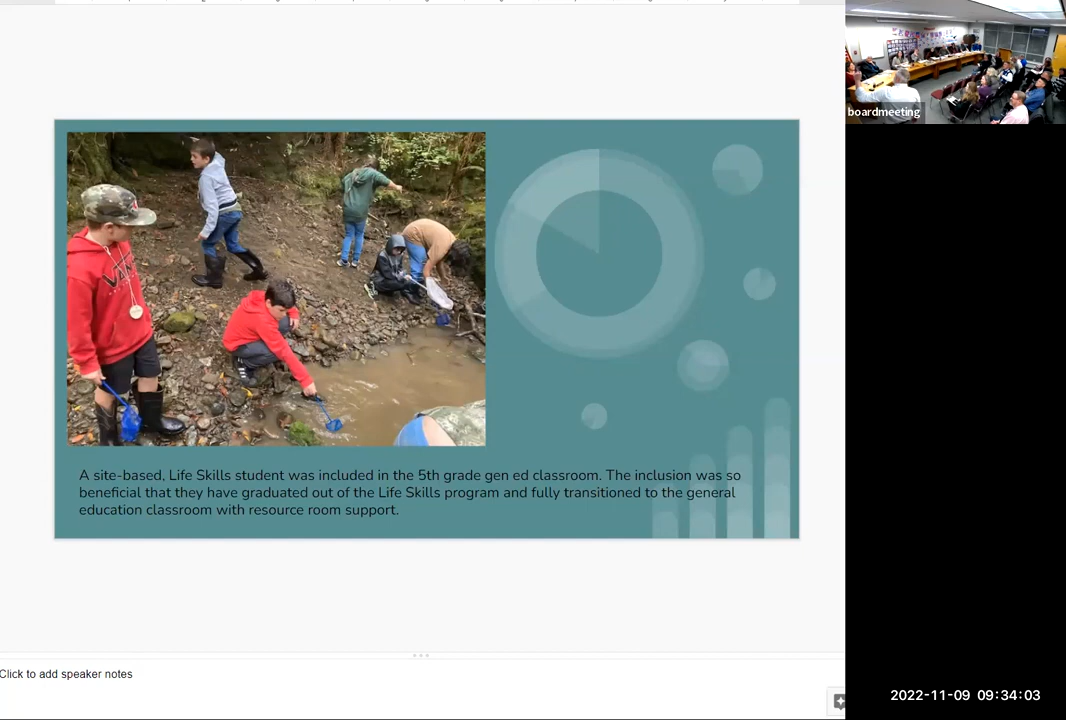 boardmeeting
VANS
A site-based, Life Skills student was included in the 5th grade gen ed classroom. The inclusion was so
beneficial that they have graduated out of the Life Skills program and fully transitioned to the general
education classroom with resource room support.
Click to add speaker notes
2022-11-09 09:34:03